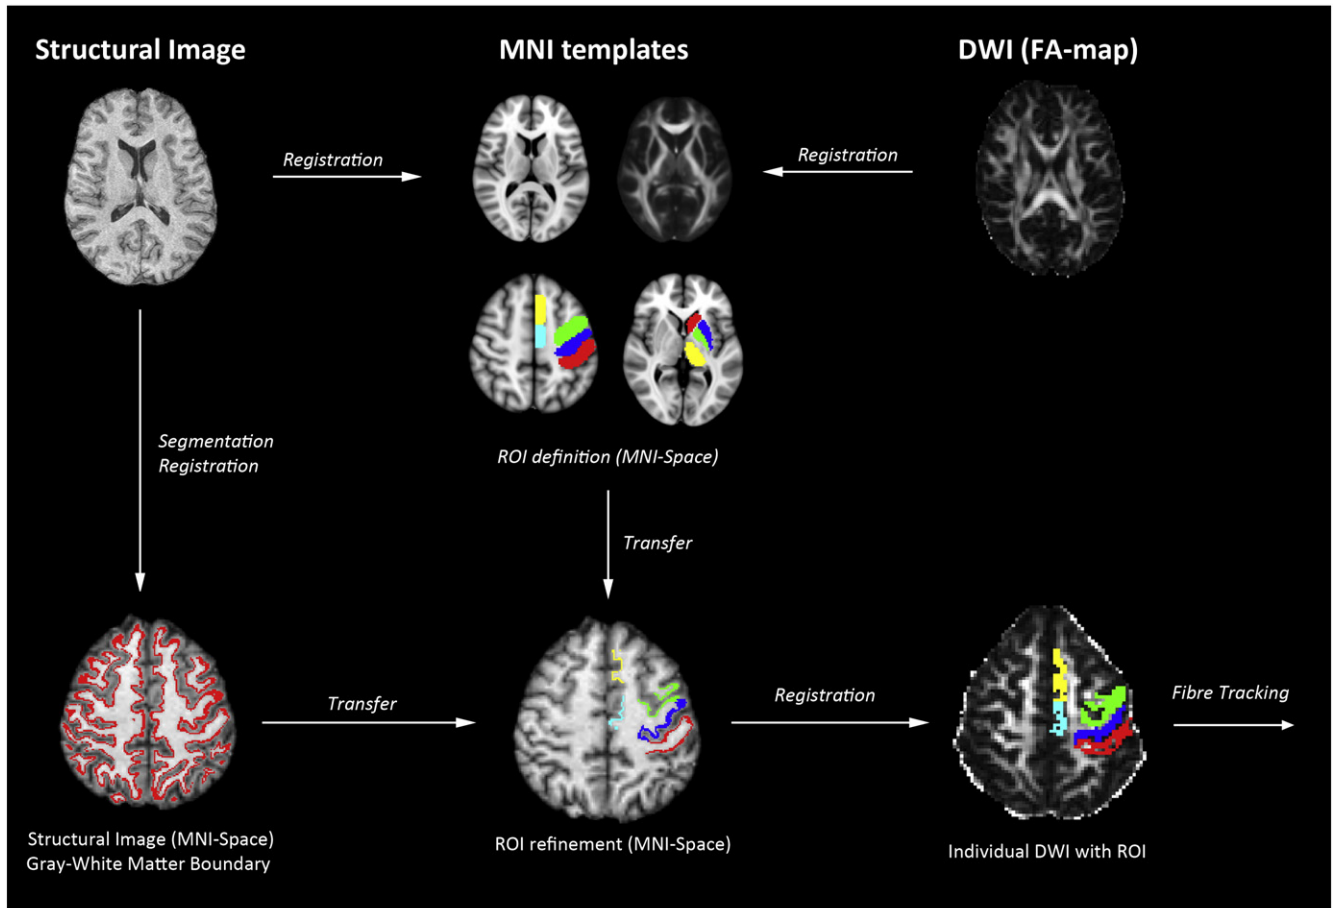 Structural Image
MNI templates
DWI (FA-map)
Registration
Registration
Segmentation
Registration
ROI definition (MNI-Space)
Transfer
Transfer
Registration
Fibre Tracking
Structural Image (MNI-Space)
Gray-White Matter Boundary
ROI refinement (MNI-Space)
Individual DWI with ROI